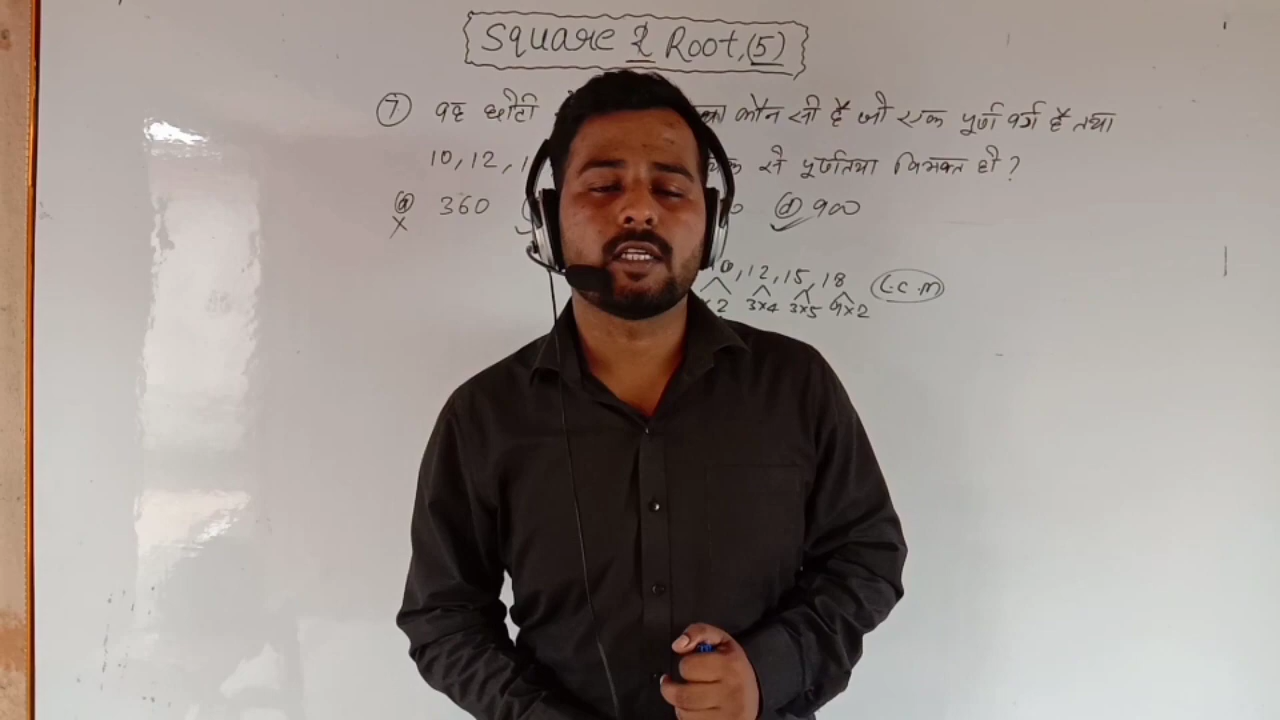 Square & Root,(5)
(7) वह छोटी कौन सी है जो एक पूर्ण वर्ग है तथा
10, 12, से पूर्णतया विभक्त हो ?
(a) 360 (d) 900
X
10, 12, 15, 18 L.C.M
×2 3×4 3×5 9×2